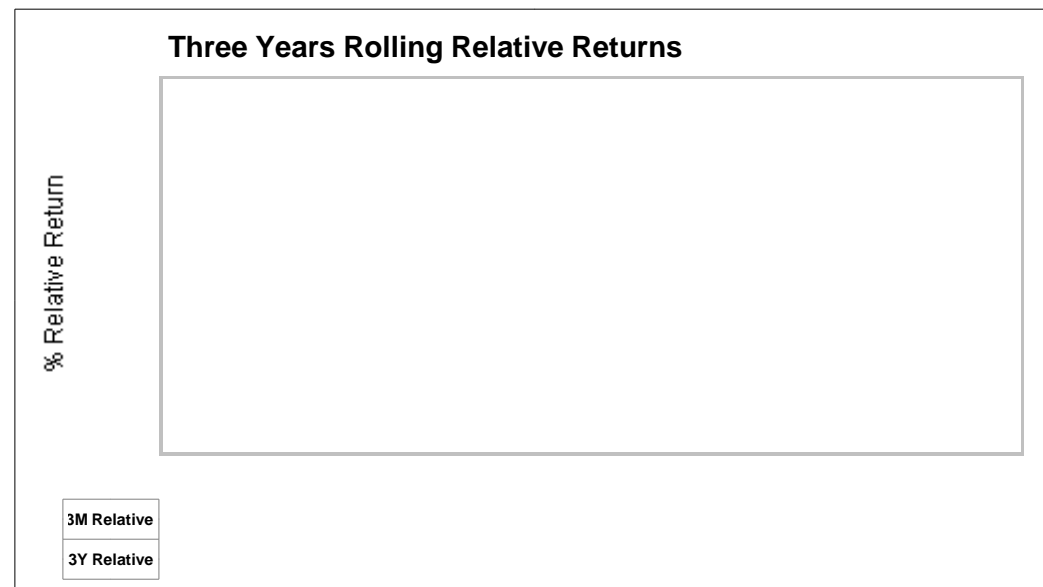 Three Years Rolling Relative Returns
% Relative Return
3M Relative
3Y Relative